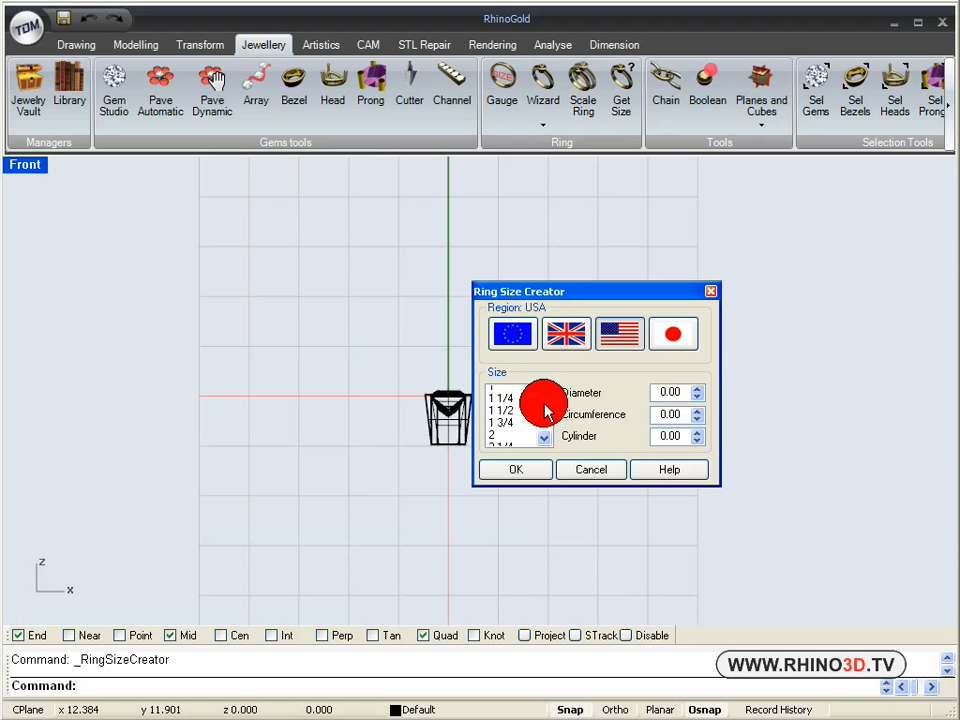 RhinoGold
TDM
Drawing Modelling Transform Jewellery Artistics CAM STL Repair Rendering Analyse Dimension
SIZE
Jewelry Vault
Library
Gem Studio
Pave Automatic
Pave Dynamic
Array
Bezel
Head
Prong
Cutter
Channel
Gauge
Wizard
Scale Ring
Get Size
Chain
Boolean
Planes and Cubes
Sel Gems
Sel Bezels
Sel Heads
Sel Prong
Managers Gems tools Ring Tools Selection Tools
Front
Ring Size Creator
Region: USA
Size
1 1/4
1 1/2
1 3/4
2
Diameter 0.00
Circumference 0.00
Cylinder 0.00
OK Cancel Help
z
x
End Near Point Mid Cen Int Perp Tan Quad Knot Project STrack Disable
Command: _RingSizeCreator
WWW.RHINO3D.TV
Command:
CPlane x 12.384 y 11.901 z 0.000 0.000 Default Snap Ortho Planar Osnap Record History